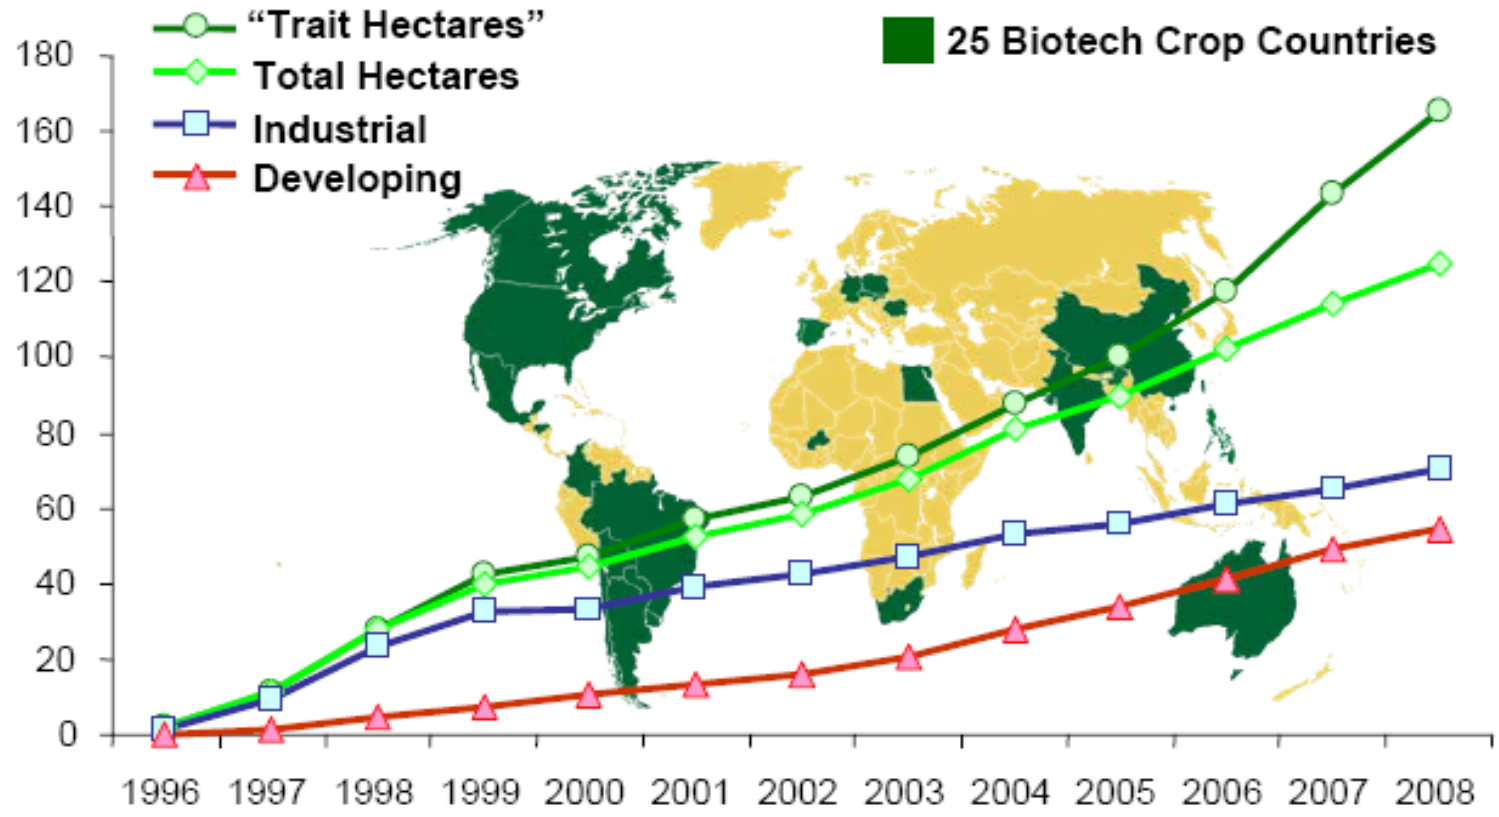 “Trait Hectares”
Total Hectares
Industrial
Developing
25 Biotech Crop Countries
180
160
140
120
100
80
60
40
20
0
1996 1997 1998 1999 2000 2001 2002 2003 2004 2005 2006 2007 2008